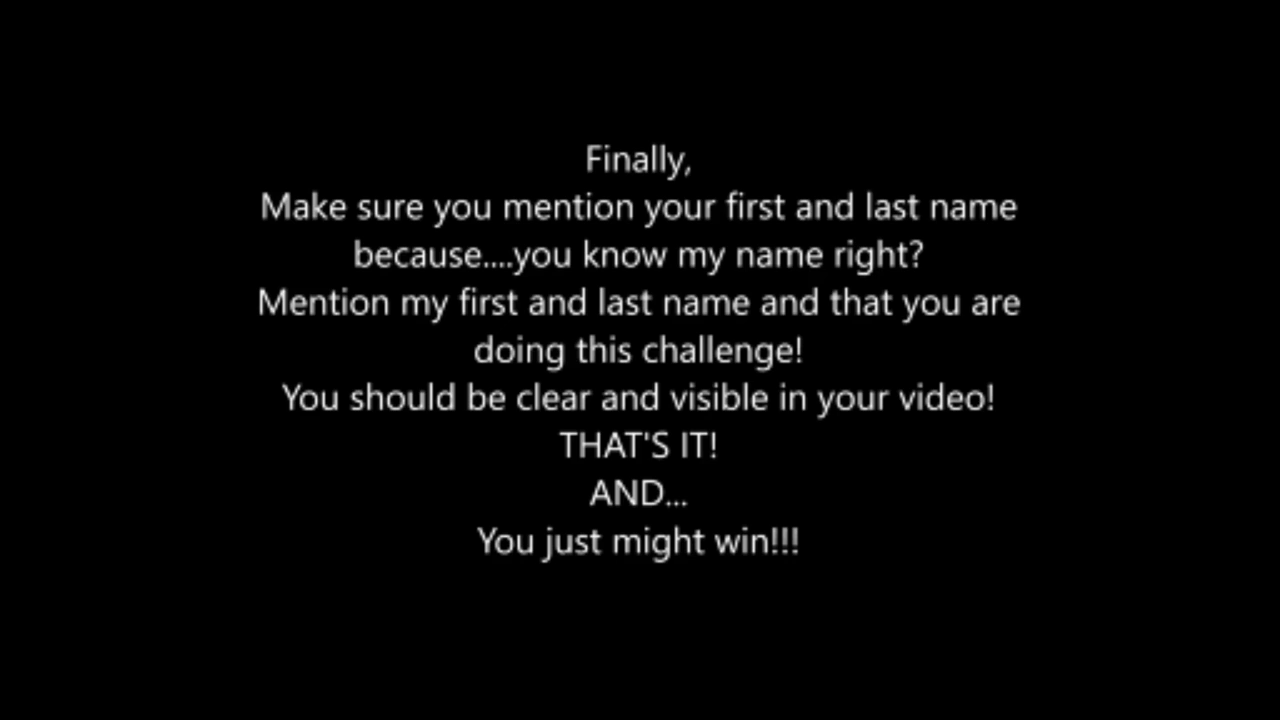 Finally,
Make sure you mention your first and last name
because....you know my name right?
Mention my first and last name and that you are
doing this challenge!
You should be clear and visible in your video!
THAT'S IT!
AND...
You just might win!!!